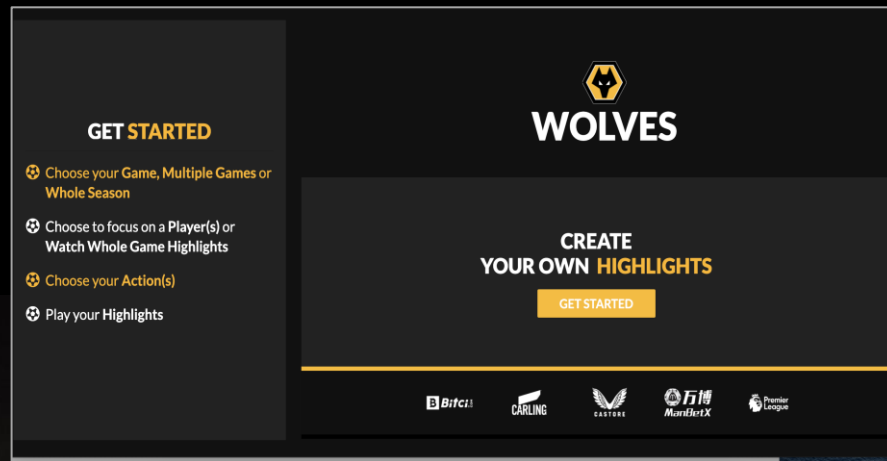 GET STARTED
Choose your Game, Multiple Games or
Whole Season
Choose to focus on a Player(s) or
Watch Whole Game Highlights
Choose your Action(s)
Play your Highlights
WOLVES
CREATE
YOUR OWN HIGHLIGHTS
GET STARTED
B Bitci
CARLING
CASTORE
万博
ManBetX
Premier
League